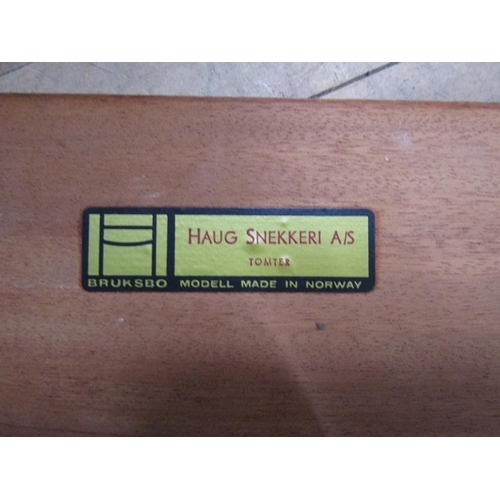 HAUG SNEKKERI A/S
TOMTER
BRUKSBO MODELL MADE IN NORWAY